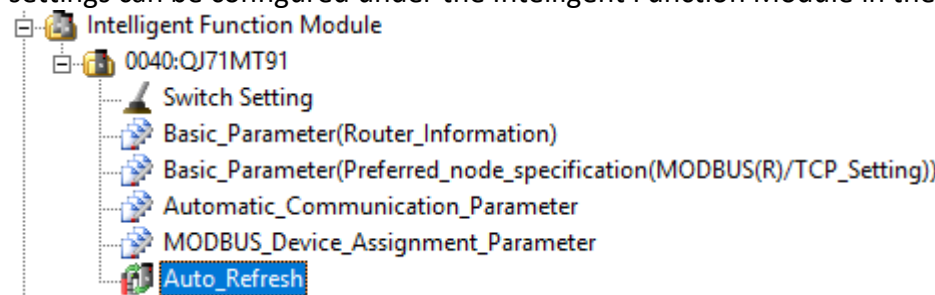 settings can be configured under the Intelligent Function Module in the
Intelligent Function Module
0040:QJ71MT91
Switch Setting
Basic_Parameter(Router_Information)
Basic_Parameter(Preferred_node_specification(MODBUS(R)/TCP_Setting))
Automatic_Communication_Parameter
MODBUS_Device_Assignment_Parameter
Auto_Refresh